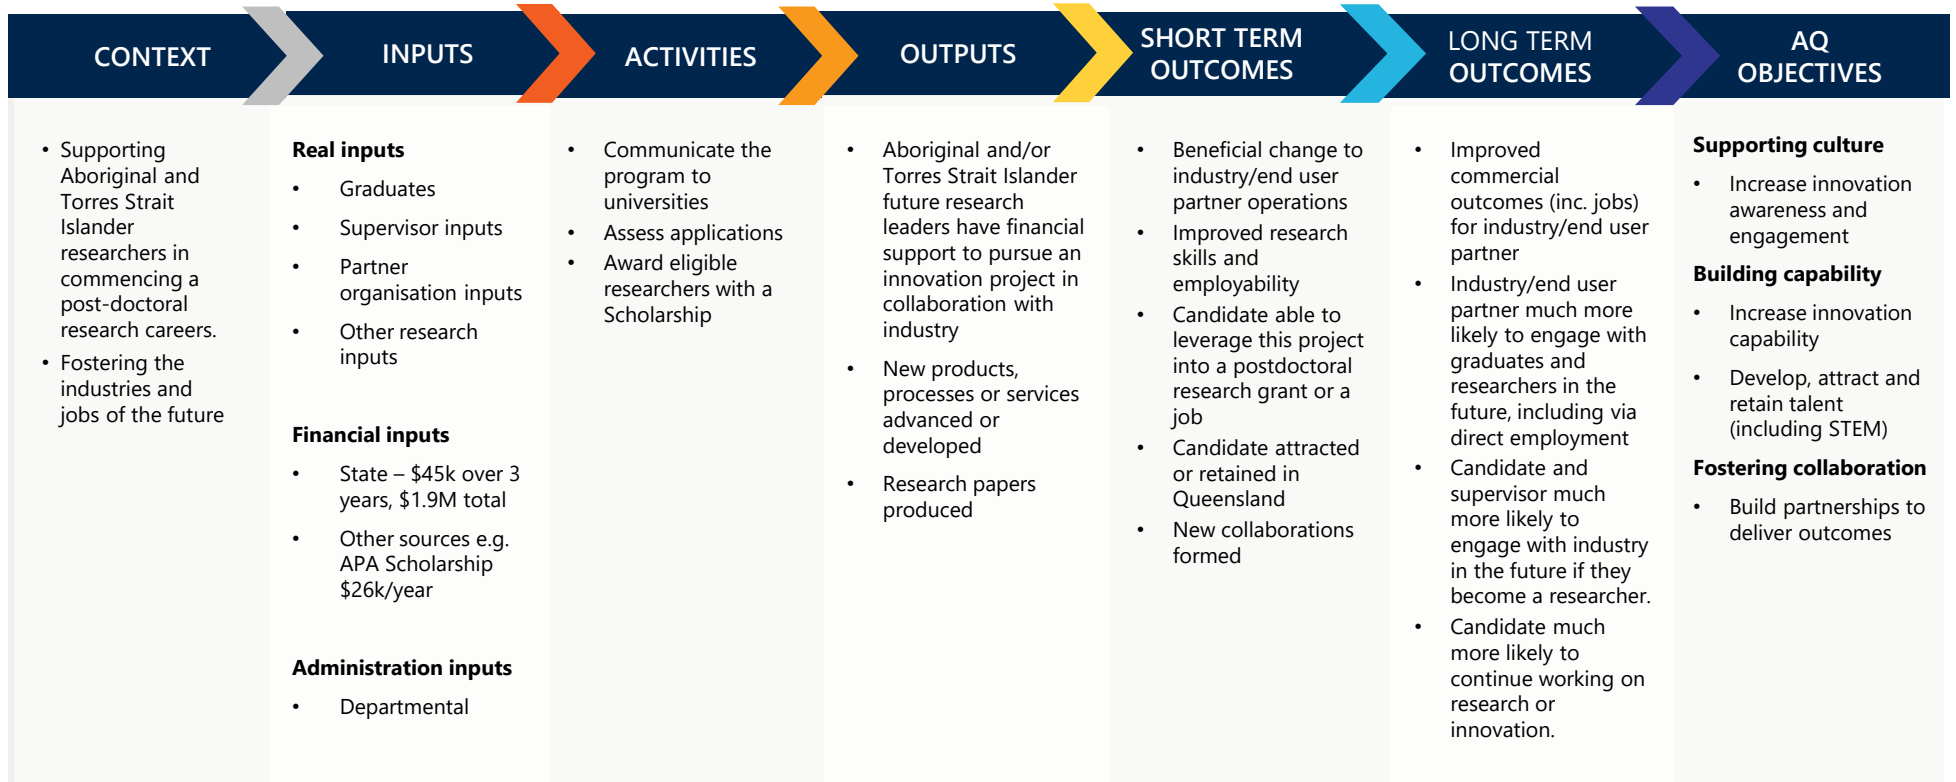 CONTEXT
INPUTS
ACTIVITIES
OUTPUTS
SHORT TERM
OUTCOMES
LONG TERM
OUTCOMES
AQ
OBJECTIVES
• Supporting
Aboriginal and
Torres Strait
Islander
researchers in
commencing a
post-doctoral
research careers.
• Fostering the
industries and
jobs of the future
Real inputs
• Graduates
• Supervisor inputs
• Partner
organisation inputs
• Other research
inputs
Financial inputs
• State – $45k over 3
years, $1.9M total
• Other sources e.g.
APA Scholarship
$26k/year
Administration inputs
• Departmental
• Communicate the
program to
universities
• Assess applications
• Award eligible
researchers with a
Scholarship
• Aboriginal and/or
Torres Strait Islander
future research
leaders have financial
support to pursue an
innovation project in
collaboration with
industry
• New products,
processes or services
advanced or
developed
• Research papers
produced
• Beneficial change to
industry/end user
partner operations
• Improved research
skills and
employability
• Candidate able to
leverage this project
into a postdoctoral
research grant or a
job
• Candidate attracted
or retained in
Queensland
• New collaborations
formed
• Improved
commercial
outcomes (inc. jobs)
for industry/end user
partner
• Industry/end user
partner much more
likely to engage with
graduates and
researchers in the
future, including via
direct employment
• Candidate and
supervisor much
more likely to
engage with industry
in the future if they
become a researcher.
• Candidate much
more likely to
continue working on
research or
innovation.
Supporting culture
• Increase innovation
awareness and
engagement
Building capability
• Increase innovation
capability
• Develop, attract and
retain talent
(including STEM)
Fostering collaboration
• Build partnerships to
deliver outcomes